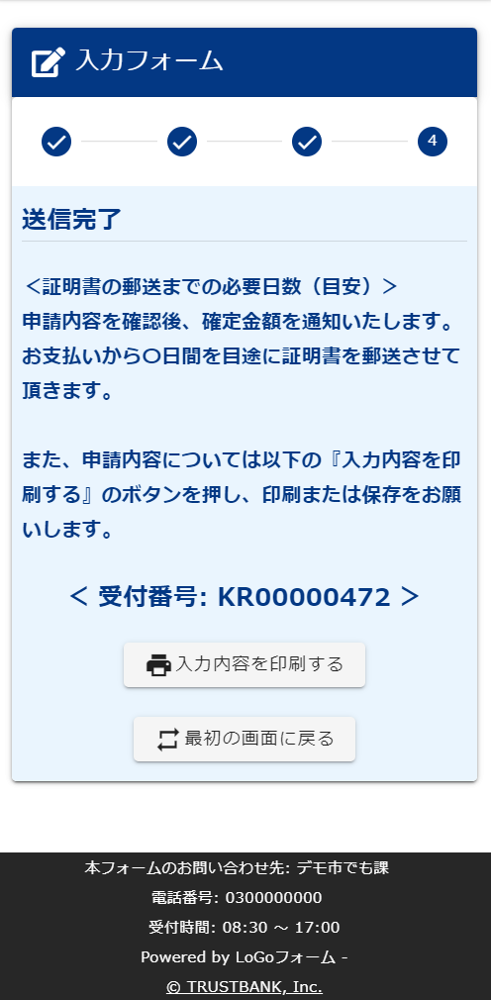 入力フォーム
4
送信完了
＜証明書の郵送までの必要日数（目安）＞
申請内容を確認後、確定金額を通知いたします。
お支払いから〇日間を目途に証明書を郵送させて
頂きます。
また、申請内容については以下の『入力内容を印
刷する』のボタンを押し、印刷または保存をお願
いします。
＜ 受付番号: KR00000472 ＞
入力内容を印刷する
最初の画面に戻る
本フォームのお問い合わせ先: デモ市でも課
電話番号: 0300000000
受付時間: 08:30 ～ 17:00
Powered by LoGoフォーム -
© TRUSTBANK, Inc.